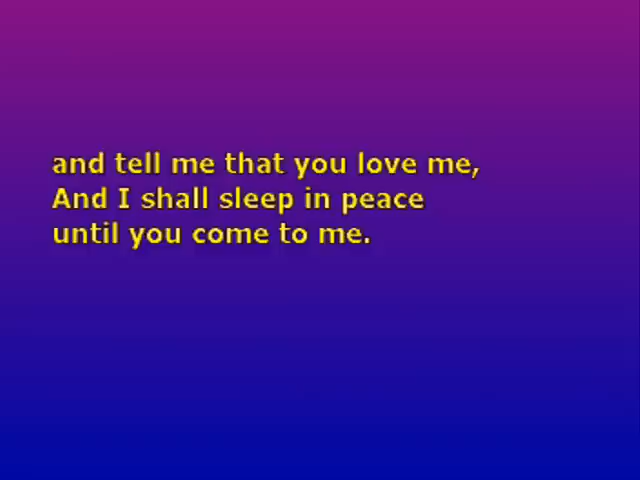 and tell me that you love me,
And I shall sleep in peace
until you come to me.